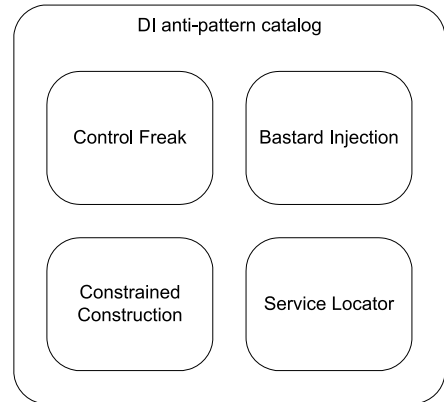 DI anti-pattern catalog
Control Freak
Bastard Injection
Constrained
Construction
Service Locator